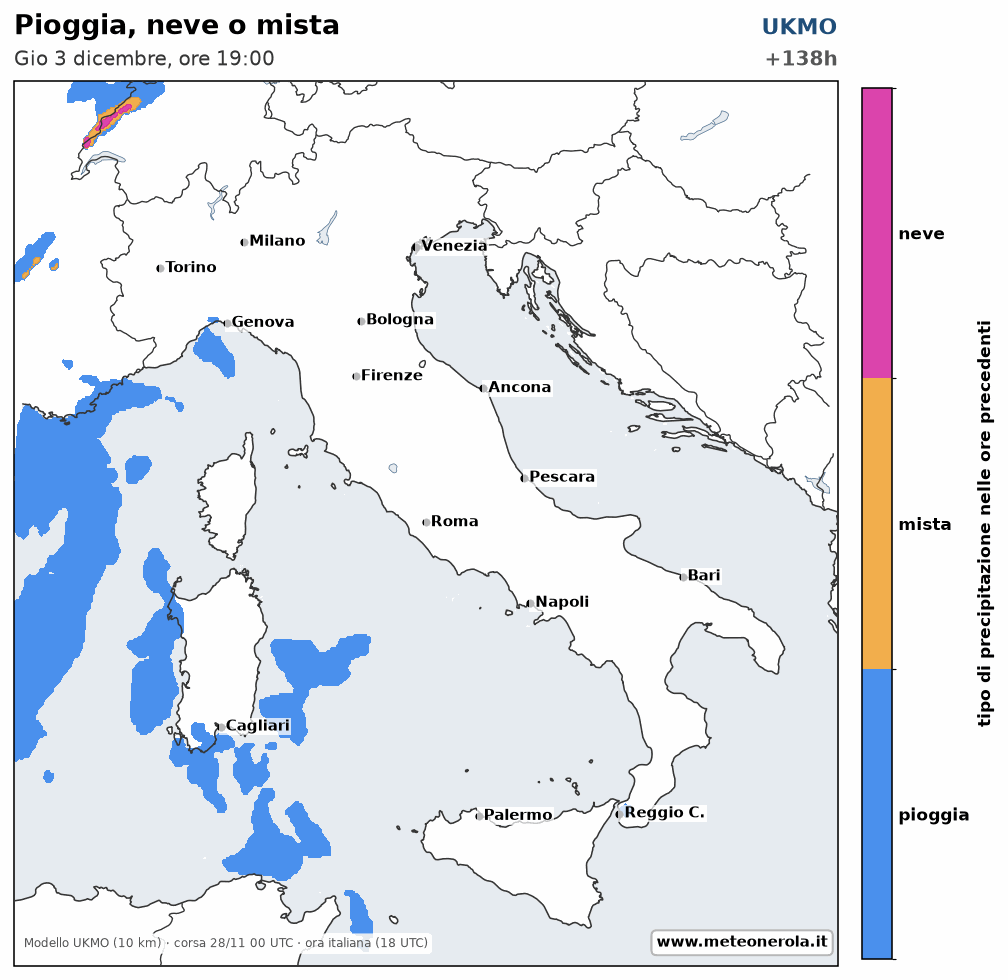 Pioggia, neve o mista
UKMO
Gio 3 dicembre, ore 19:00
+138h
neve
mista
pioggia
tipo di precipitazione nelle ore precedenti
Milano
Venezia
Torino
Genova
Bologna
Firenze
Ancona
Pescara
Roma
Bari
Napoli
Cagliari
Palermo
Reggio C.
Modello UKMO (10 km) · corsa 28/11 00 UTC · ora italiana (18 UTC)
www.meteonerola.it